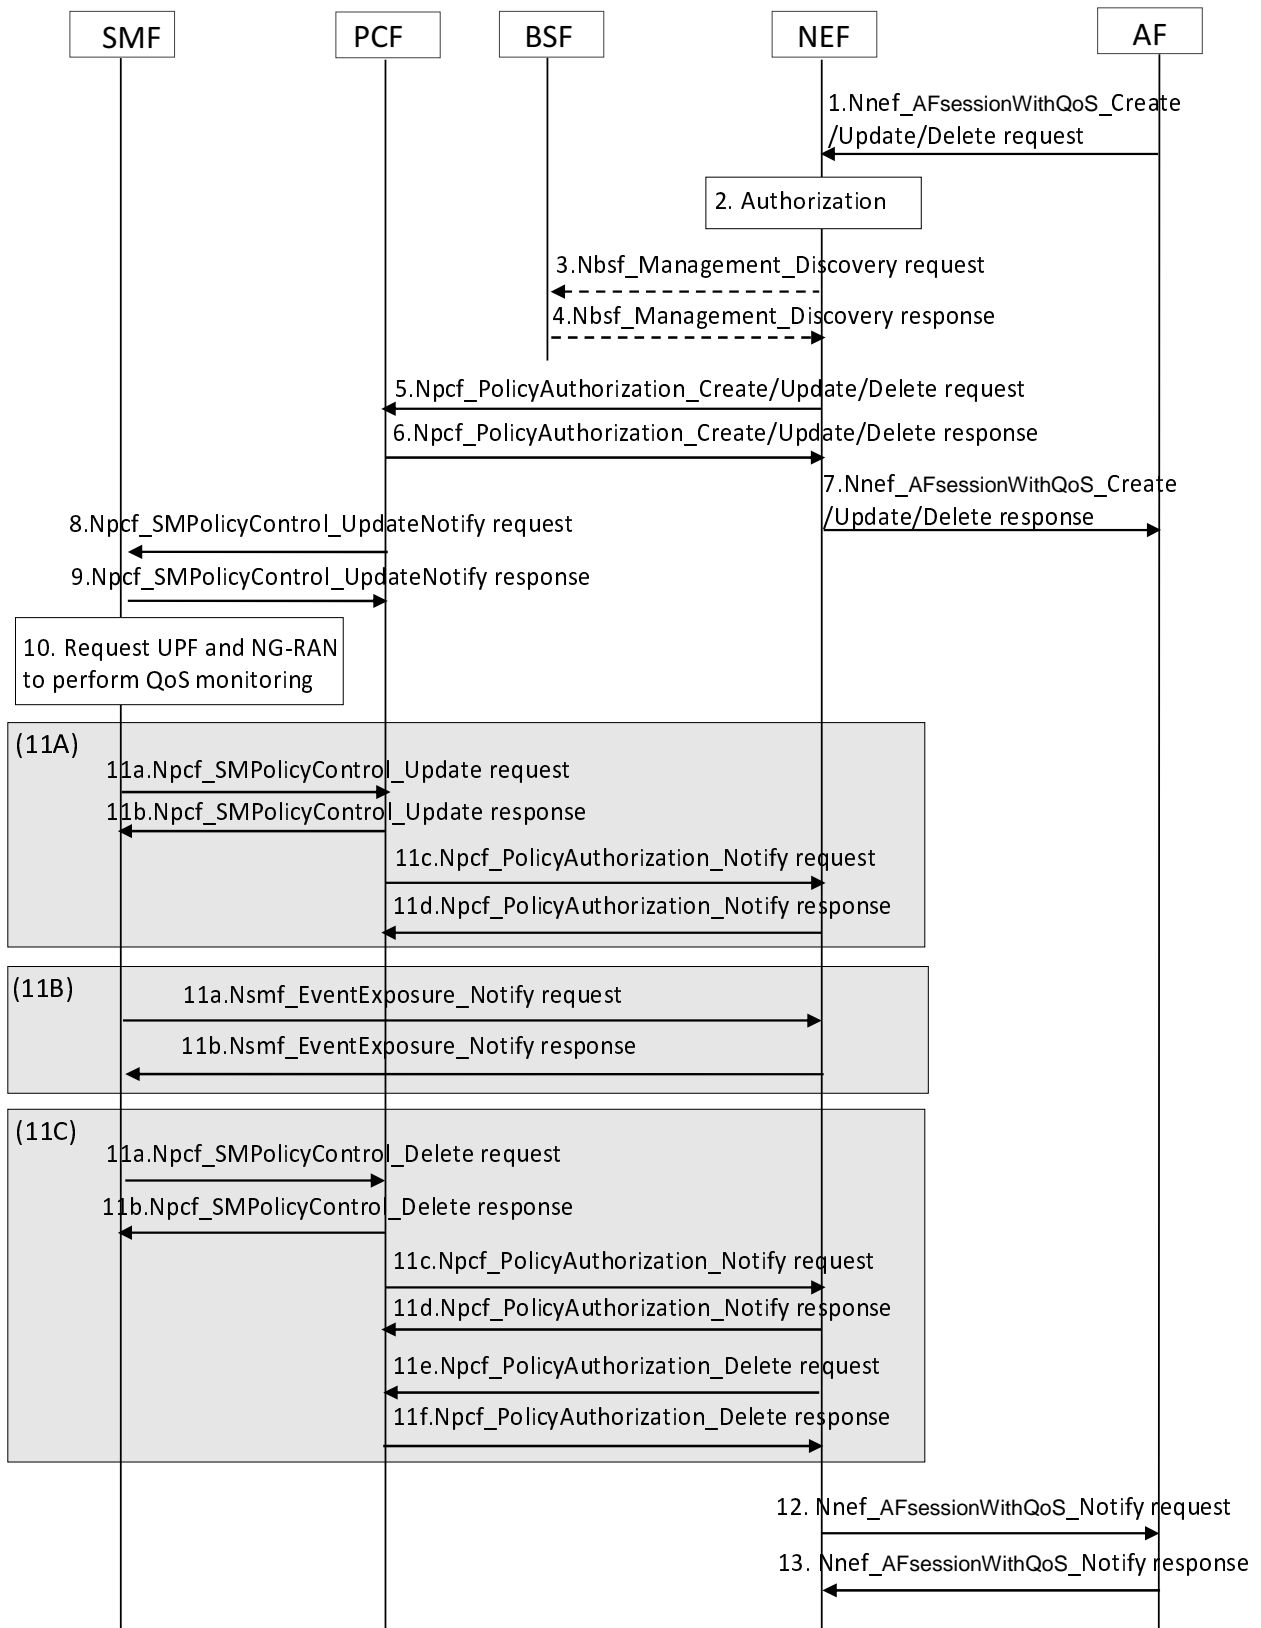 SMF
PCF
BSF
NEF
AF
1.Nnef_AFsessionWithQoS_Create
/Update/Delete request
2. Authorization
3.Nbsf_Management_Discovery request
4.Nbsf_Management_Discovery response
5.Npcf_PolicyAuthorization_Create/Update/Delete request
6.Npcf_PolicyAuthorization_Create/Update/Delete response
7.Nnef_AFsessionWithQoS_Create
/Update/Delete response
8.Npcf_SMPolicyControl_UpdateNotify request
9.Npcf_SMPolicyControl_UpdateNotify response
10. Request UPF and NG-RAN
to perform QoS monitoring
(11A)
11a.Npcf_SMPolicyControl_Update request
11b.Npcf_SMPolicyControl_Update response
11c.Npcf_PolicyAuthorization_Notify request
11d.Npcf_PolicyAuthorization_Notify response
(11B)
11a.Nsmf_EventExposure_Notify request
11b.Nsmf_EventExposure_Notify response
(11C)
11a.Npcf_SMPolicyControl_Delete request
11b.Npcf_SMPolicyControl_Delete response
11c.Npcf_PolicyAuthorization_Notify request
11d.Npcf_PolicyAuthorization_Notify response
11e.Npcf_PolicyAuthorization_Delete request
11f.Npcf_PolicyAuthorization_Delete response
12. Nnef_AFsessionWithQoS_Notify request
13. Nnef_AFsessionWithQoS_Notify response